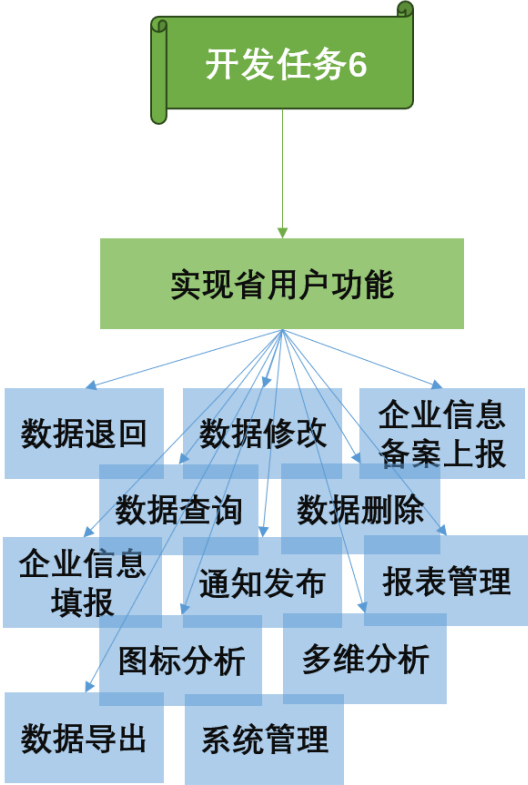 开发任务6
实现省用户功能
数据退回
数据修改
企业信息
备案上报
数据查询
数据删除
企业信息
填报
通知发布
报表管理
图标分析
多维分析
数据导出
系统管理